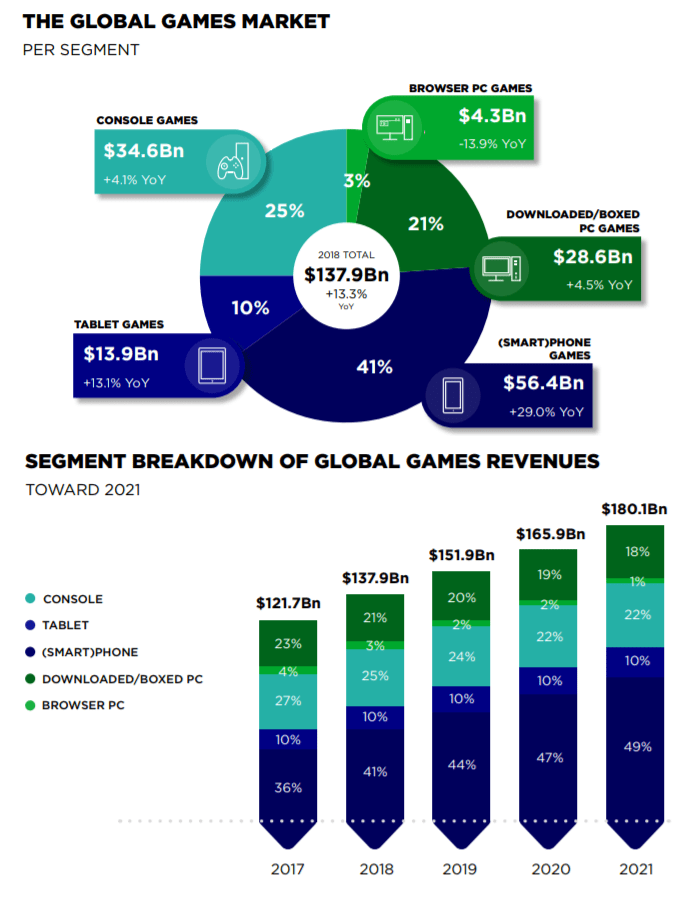 THE GLOBAL GAMES MARKET
PER SEGMENT
BROWSER PC GAMES
$4.3Bn
-13.9% YoY
CONSOLE GAMES
$34.6Bn
+4.1% YoY
3%
25%
21%
DOWNLOADED/BOXED
PC GAMES
$28.6Bn
+4.5% YoY
2018 TOTAL
$137.9Bn
+13.3%
YoY
10%
TABLET GAMES
$13.9Bn
+13.1% YoY
41%
(SMART)PHONE
GAMES
$56.4Bn
+29.0% YoY
SEGMENT BREAKDOWN OF GLOBAL GAMES REVENUES
TOWARD 2021
CONSOLE
TABLET
(SMART)PHONE
DOWNLOADED/BOXED PC
BROWSER PC
$121.7Bn
23%
4%
27%
10%
36%
2017
$137.9Bn
21%
3%
25%
10%
41%
2018
$151.9Bn
20%
2%
24%
10%
44%
2019
$165.9Bn
19%
2%
22%
10%
47%
2020
$180.1Bn
18%
1%
22%
10%
49%
2021